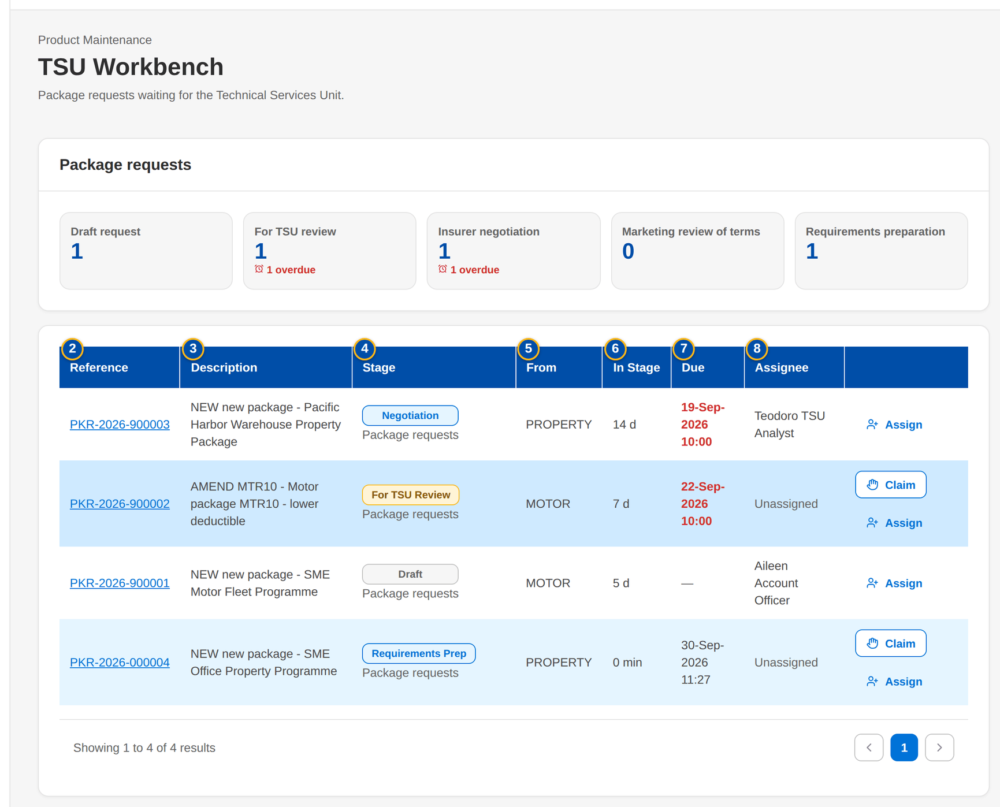 Product Maintenance
TSU Workbench
Package requests waiting for the Technical Services Unit.
Package requests
Draft request
1
For TSU review
1
1 overdue
Insurer negotiation
1
1 overdue
Marketing review of terms
0
Requirements preparation
1
2
3
4
5
6
7
8
Reference
Description
Stage
From
In Stage
Due
Assignee
PKR-2026-900003
NEW new package - Pacific
Harbor Warehouse Property
Package
Negotiation
Package requests
PROPERTY
14 d
19-Sep-
2026
10:00
Teodoro TSU
Analyst
Assign
PKR-2026-900002
AMEND MTR10 - Motor
package MTR10 - lower
deductible
For TSU Review
Package requests
MOTOR
7 d
22-Sep-
2026
10:00
Unassigned
Claim
Assign
PKR-2026-900001
NEW new package - SME
Motor Fleet Programme
Draft
Package requests
MOTOR
5 d
—
Aileen
Account
Officer
Assign
PKR-2026-000004
NEW new package - SME
Office Property Programme
Requirements Prep
Package requests
PROPERTY
0 min
30-Sep-
2026
11:27
Unassigned
Claim
Assign
Showing 1 to 4 of 4 results
1